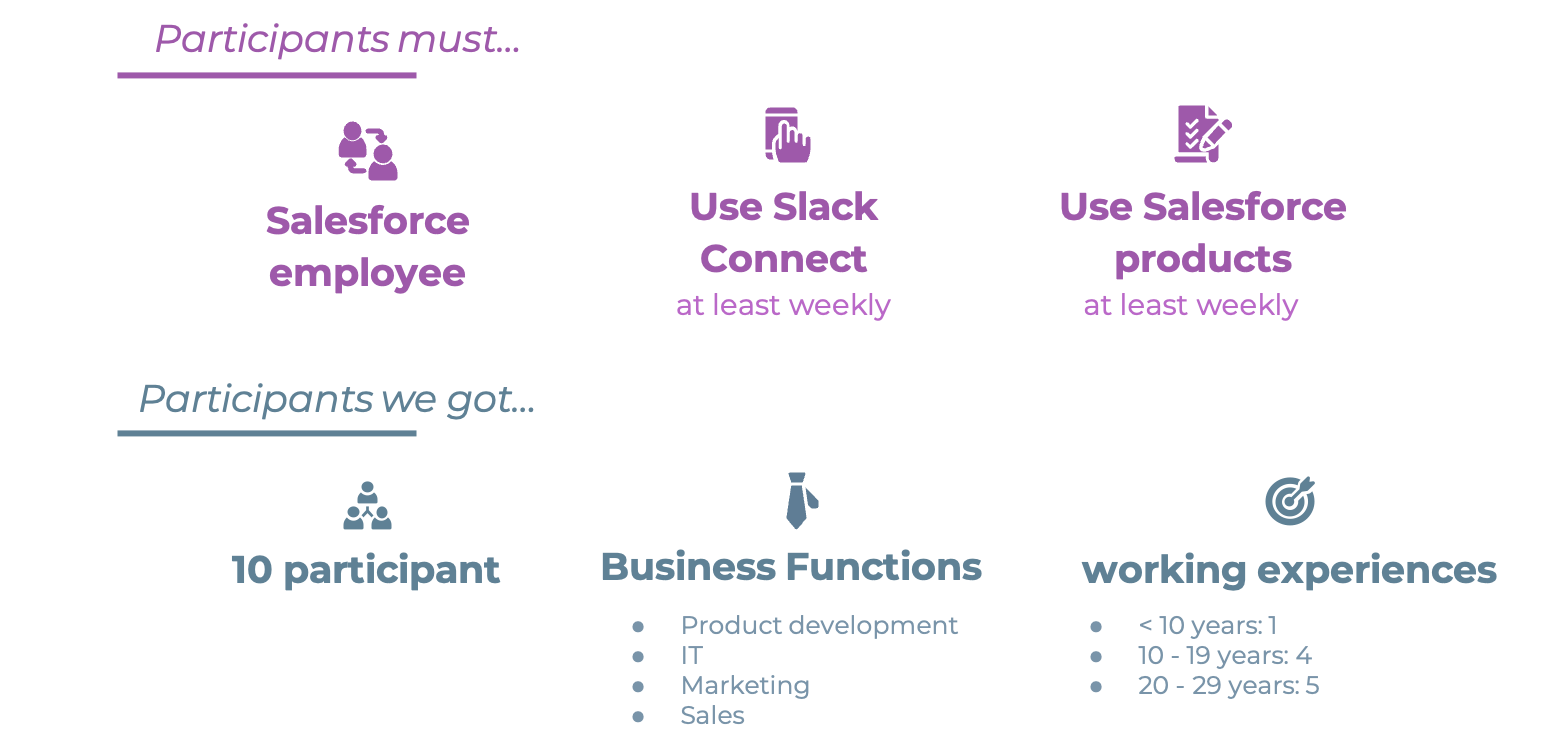 Participants must...
Salesforce
employee
Use Slack
Connect
at least weekly
Use Salesforce
products
at least weekly
Participants we got...
10 participant
Business Functions
● Product development
● IT
● Marketing
● Sales
working experiences
● < 10 years: 1
● 10 - 19 years: 4
● 20 - 29 years: 5